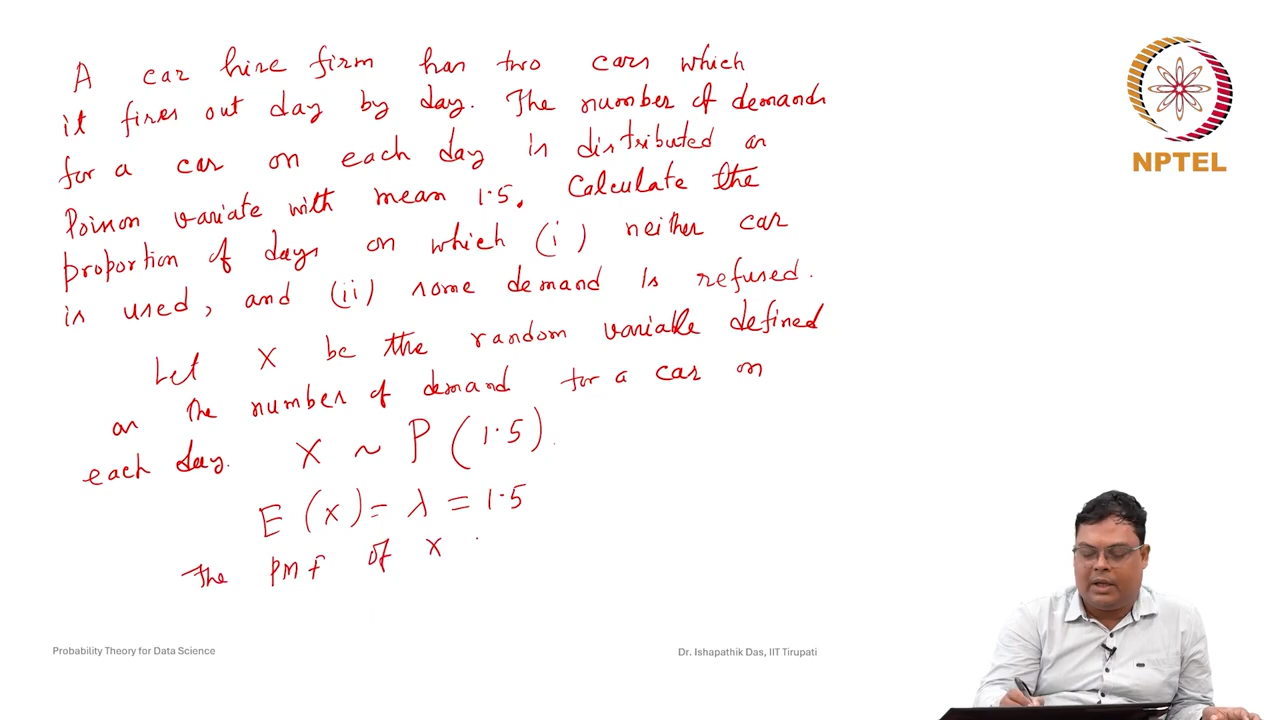 A car hire firm has two cars which
it fires out day by day. The number of demands
for a car on each day is distributed as
Poisson variate with mean 1.5. Calculate the
proportion of days on which (i) neither car
is used, and (ii) some demand is refused.
Let X be the random variable defined
as the number of demand for a car on
each day. X ~ P (1.5).
E (x) = λ = 1.5
The PMF of X
NPTEL
Probability Theory for Data Science
Dr. Ishapathik Das, IIT Tirupati